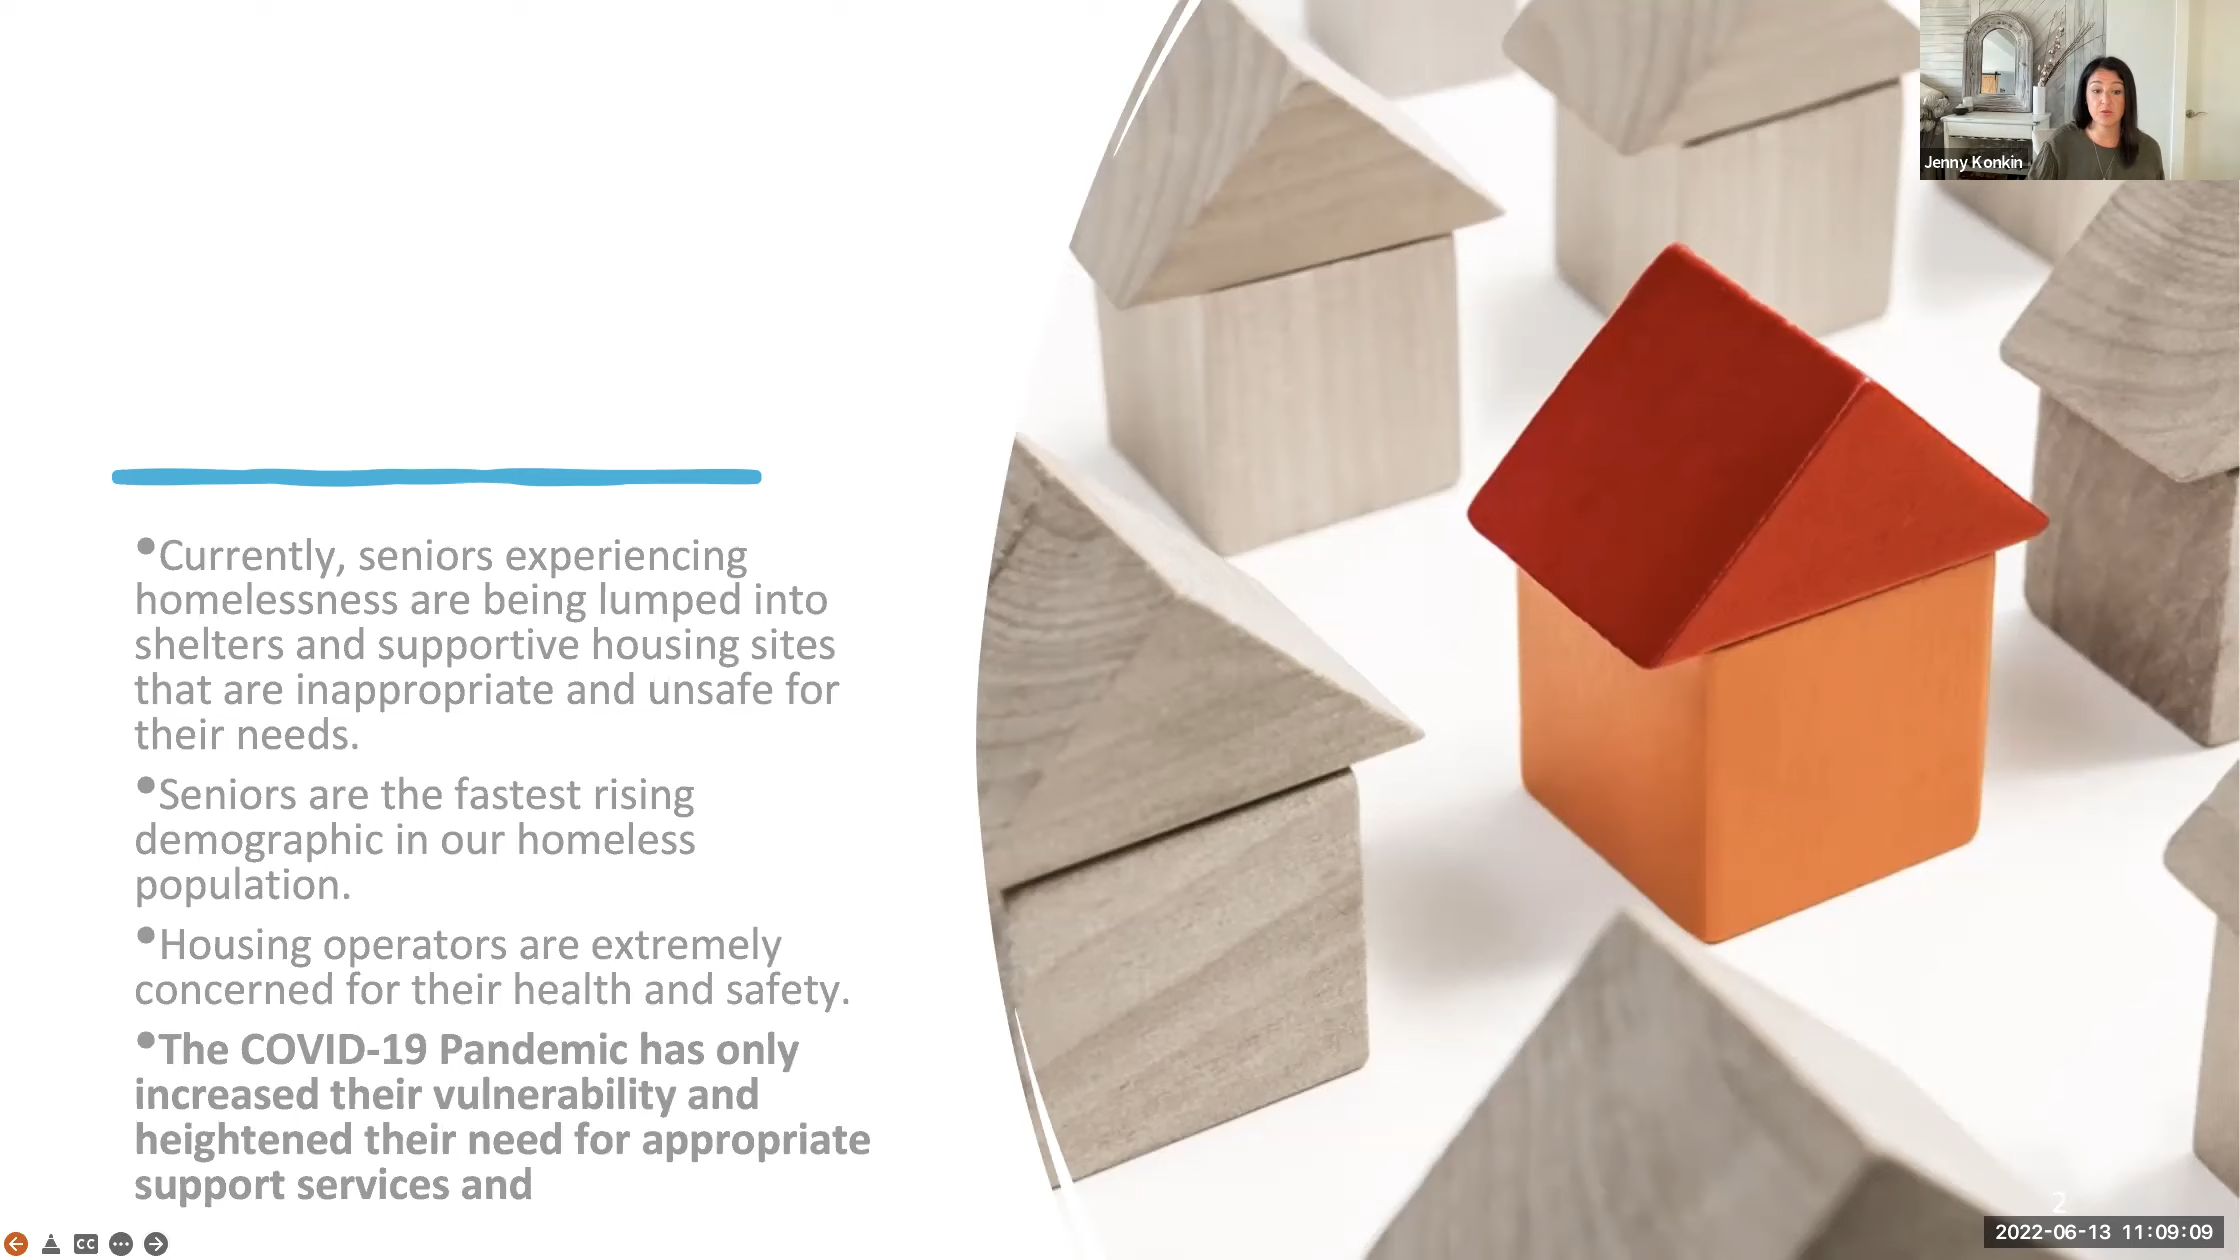 Jenny Konkin
•Currently, seniors experiencing
homelessness are being lumped into
shelters and supportive housing sites
that are inappropriate and unsafe for
their needs.
•Seniors are the fastest rising
demographic in our homeless
population.
•Housing operators are extremely
concerned for their health and safety.
•The COVID-19 Pandemic has only
increased their vulnerability and
heightened their need for appropriate
support services and
2
CC
2022-06-13 11:09:09